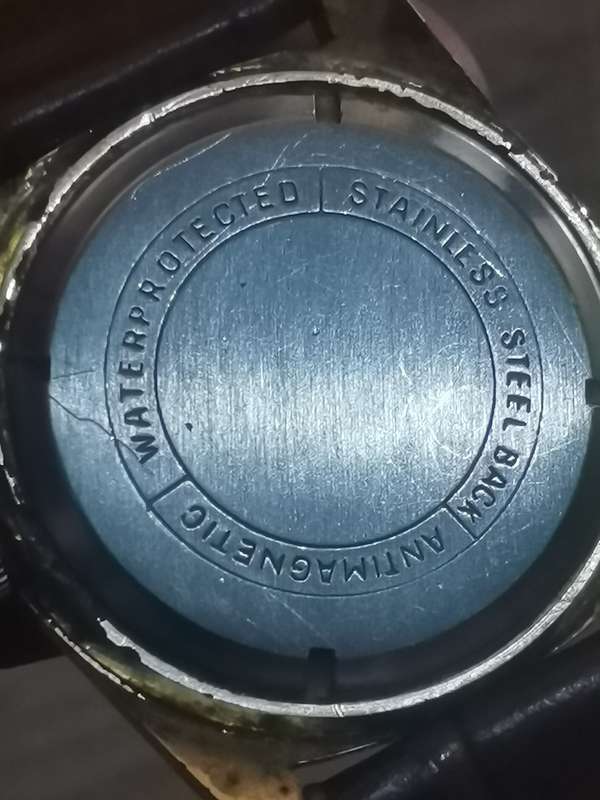 WATERPROTECTED
STAINLESS STEEL BACK
ANTIMAGNETIC